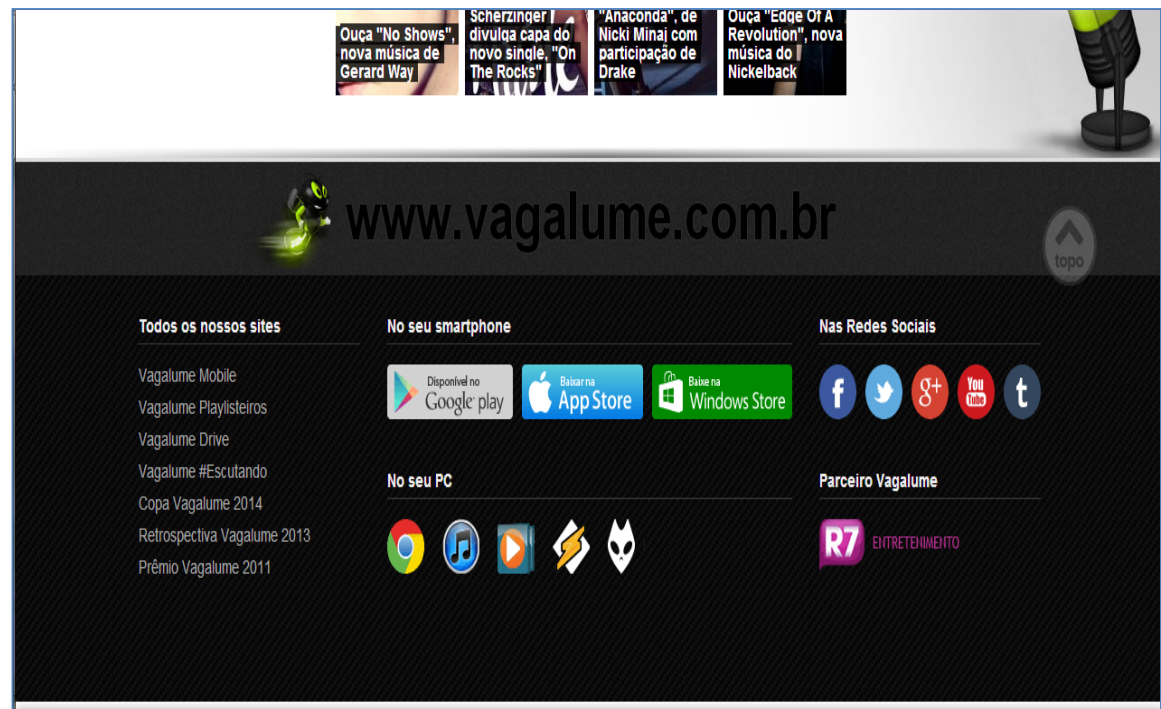 Ouça "No Shows",
nova música de
Gerard Way
Scherzinger
divulga capa do
novo single, "On
The Rocks"
"Anaconda", de
Nicki Minaj com
participação de
Drake
Ouça "Edge Of A
Revolution", nova
música do
Nickelback
www.vagalume.com.br
topo
Todos os nossos sites
Vagalume Mobile
Vagalume Playlisteiros
Vagalume Drive
Vagalume #Escutando
Copa Vagalume 2014
Retrospectiva Vagalume 2013
Prêmio Vagalume 2011
No seu smartphone
Disponível no
Google play
Baixar na
App Store
Baixe na
Windows Store
No seu PC
Nas Redes Sociais
f
g+
You
Tube
t
Parceiro Vagalume
R7 ENTRETENIMENTO